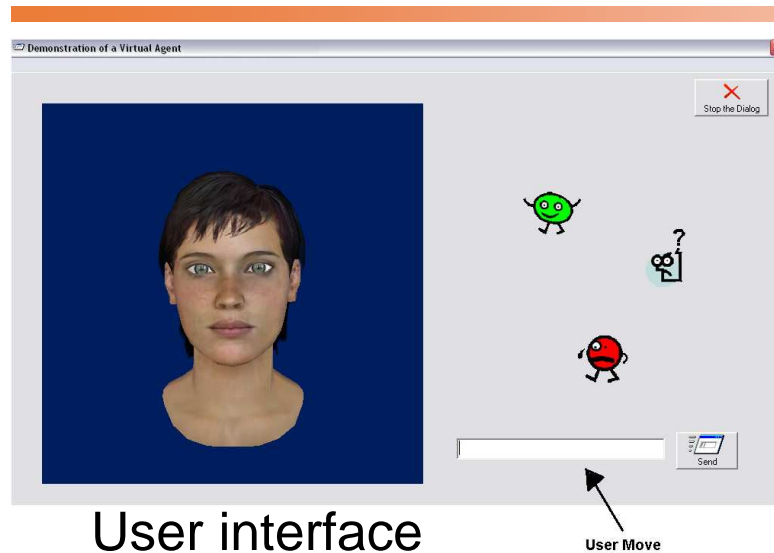 Demonstration of a Virtual Agent
Stop the Dialog
?
Send
User interface
User Move